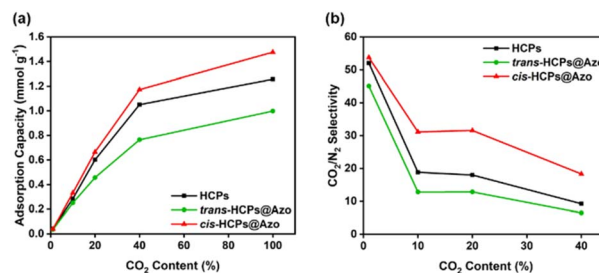 (a)
1.6
1.4
1.2
1.0
0.8
0.6
0.4
0.2
0.0
Adsorption Capacity (mmol g⁻¹)
HCPs
trans-HCPs@Azo
cis-HCPs@Azo
0 20 40 60 80 100
CO₂ Content (%)
(b)
60
50
40
30
20
10
0
CO₂/N₂ Selectivity
HCPs
trans-HCPs@Azo
cis-HCPs@Azo
0 10 20 30 40
CO₂ Content (%)